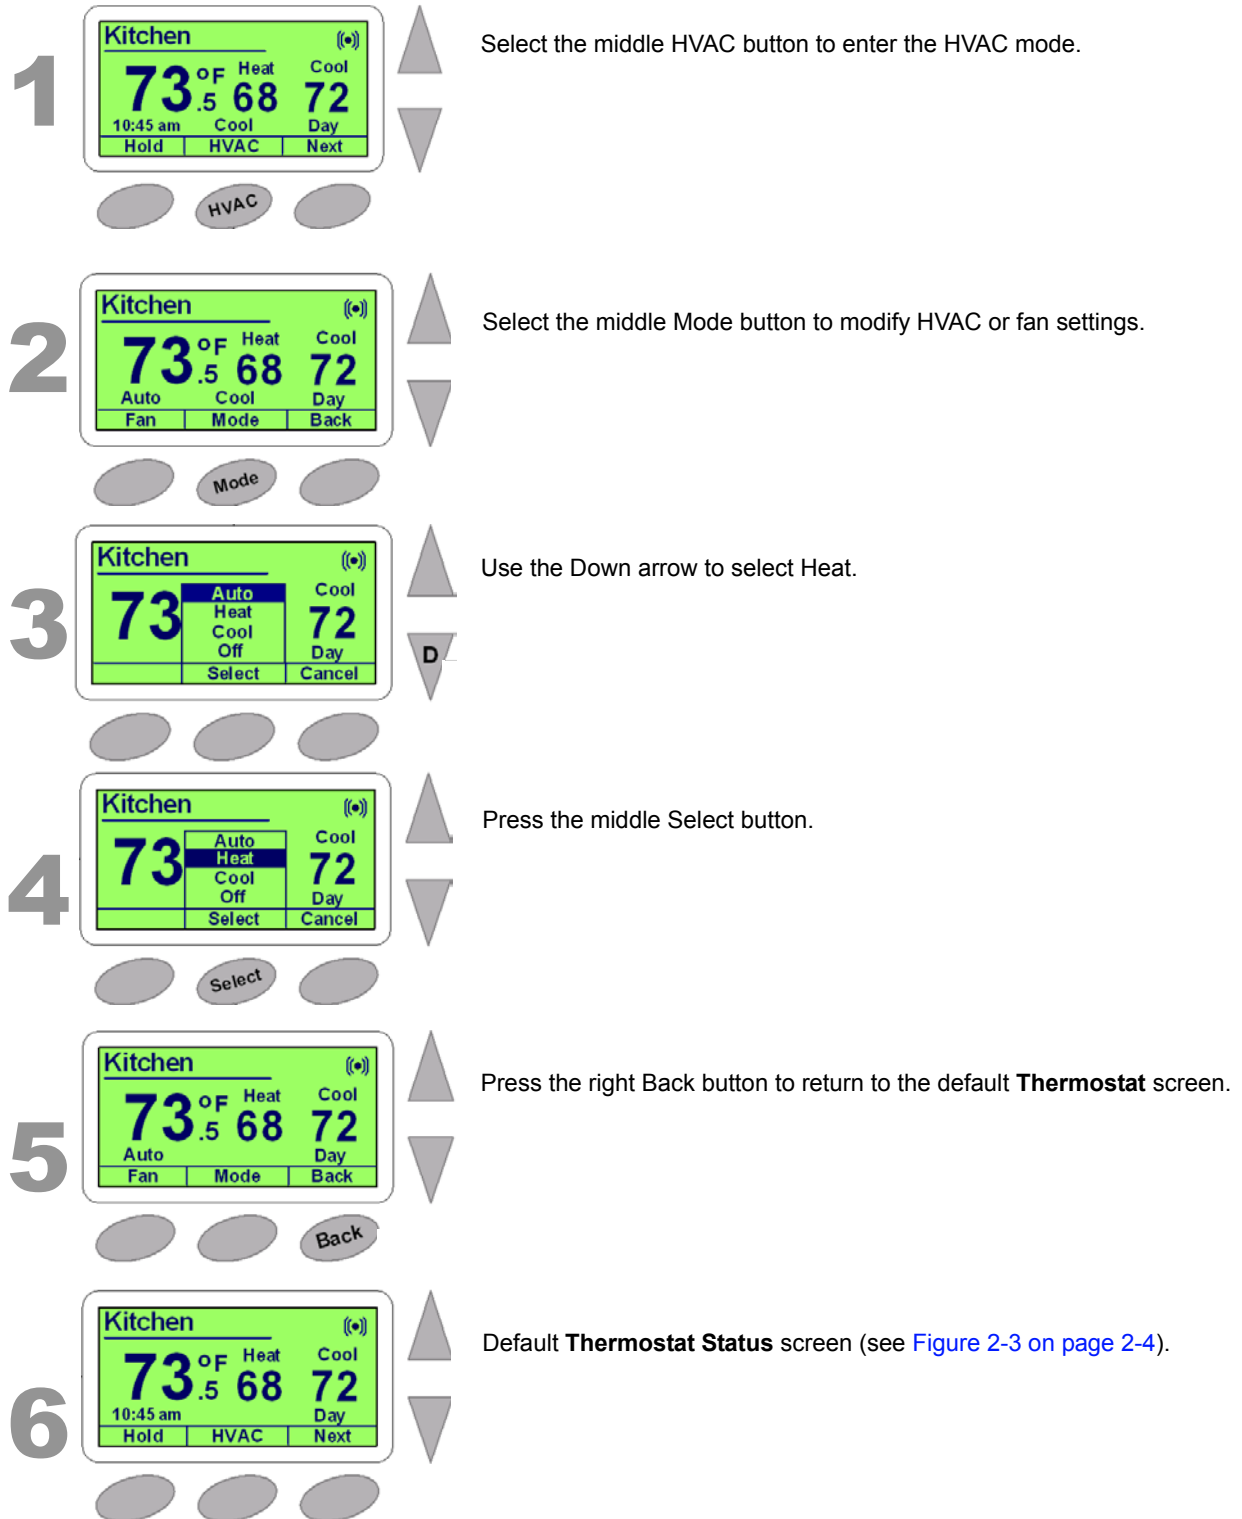 1
Kitchen
73 °F .5 Heat 68 Cool 72
10:45 am Cool Day
Hold HVAC Next
HVAC
Select the middle HVAC button to enter the HVAC mode.
2
Kitchen
73 °F .5 Heat 68 Cool 72
Auto Cool Day
Fan Mode Back
Mode
Select the middle Mode button to modify HVAC or fan settings.
3
Kitchen
73 Auto Cool 72
Heat
Cool
Off Day
Select Cancel
D
Use the Down arrow to select Heat.
4
Kitchen
73 Auto Cool 72
Heat
Cool
Off Day
Select Cancel
Select
Press the middle Select button.
5
Kitchen
73 °F .5 Heat 68 Cool 72
Auto Day
Fan Mode Back
Back
Press the right Back button to return to the default Thermostat screen.
6
Kitchen
73 °F .5 Heat 68 Cool 72
10:45 am Day
Hold HVAC Next
Default Thermostat Status screen (see Figure 2-3 on page 2-4).